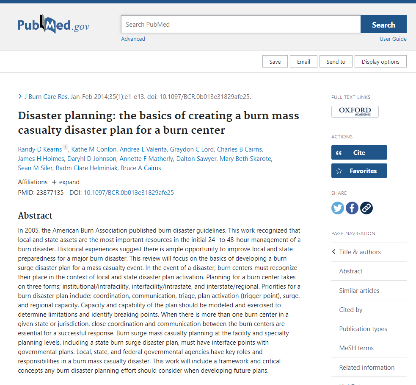 PubMed.gov
Search PubMed
Search
Advanced
User Guide
Save
Email
Send to
Display options
J Burn Care Res. Jan-Feb 2014;35(1):e1-e13. doi: 10.1097/BCR.0b013e31829afe25.
Disaster planning: the basics of creating a burn mass
casualty disaster plan for a burn center
Randy D Kearns, Kathe M Conlon, Andrea L Valenta, Graydon C Lord, Charles B Cairns,
James H Holmes, Daryhl D Johnson, Annette F Matherly, Dalton Sawyer, Mary Beth Skarote,
Sean M Siler, Radm Clare Helminiak, Bruce A Cairns
Affiliations + expand
PMID: 23877135 DOI: 10.1097/BCR.0b013e31829afe25
Abstract
In 2005, the American Burn Association published burn disaster guidelines. This work recognized that
local and state assets are the most important resources in the initial 24- to 48-hour management of a
burn disaster. Historical experiences suggest there is ample opportunity to improve local and state
preparedness for a major burn disaster. This review will focus on the basics of developing a burn
surge disaster plan for a mass casualty event. In the event of a disaster, burn centers must recognize
their place in the context of local and state disaster plan activation. Planning for a burn center takes
on three forms; institutional/intrafacility, interfacility/intrastate, and interstate/regional. Priorities for
a burn disaster plan include: coordination, communication, triage, plan activation (trigger point), surge,
and regional capacity. Capacity and capability of the plan should be modeled and exercised to
determine limitations and identify breaking points. When there is more than one burn center in a
given state or jurisdiction, close coordination and communication between the burn centers are
essential for a successful response. Burn surge mass casualty planning at the facility and specialty
planning levels, including a state burn surge disaster plan, must have interface points with
governmental plans. Local, state, and federal governmental agencies have key roles and
responsibilities in a burn mass casualty disaster. This work will include a framework and critical
concepts any burn disaster planning effort should consider when developing future plans.
FULL TEXT LINKS
OXFORD
ACTIONS
Cite
Favorites
SHARE
PAGE NAVIGATION
Title & authors
Abstract
Similar articles
Cited by
Publication types
MeSH terms
Related information